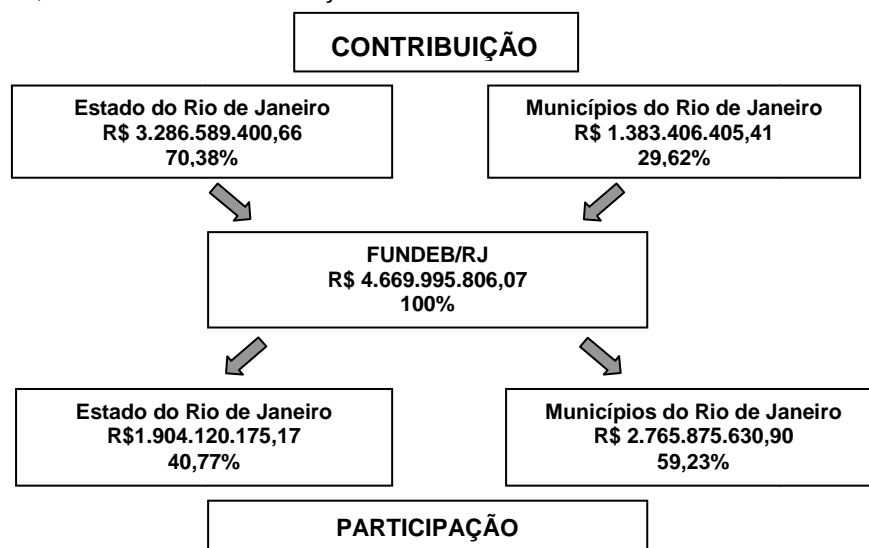 CONTRIBUIÇÃO
Estado do Rio de Janeiro
R$ 3.286.589.400,66
70,38%
Municípios do Rio de Janeiro
R$ 1.383.406.405,41
29,62%
FUNDEB/RJ
R$ 4.669.995.806,07
100%
Estado do Rio de Janeiro
R$1.904.120.175,17
40,77%
Municípios do Rio de Janeiro
R$ 2.765.875.630,90
59,23%
PARTICIPAÇÃO